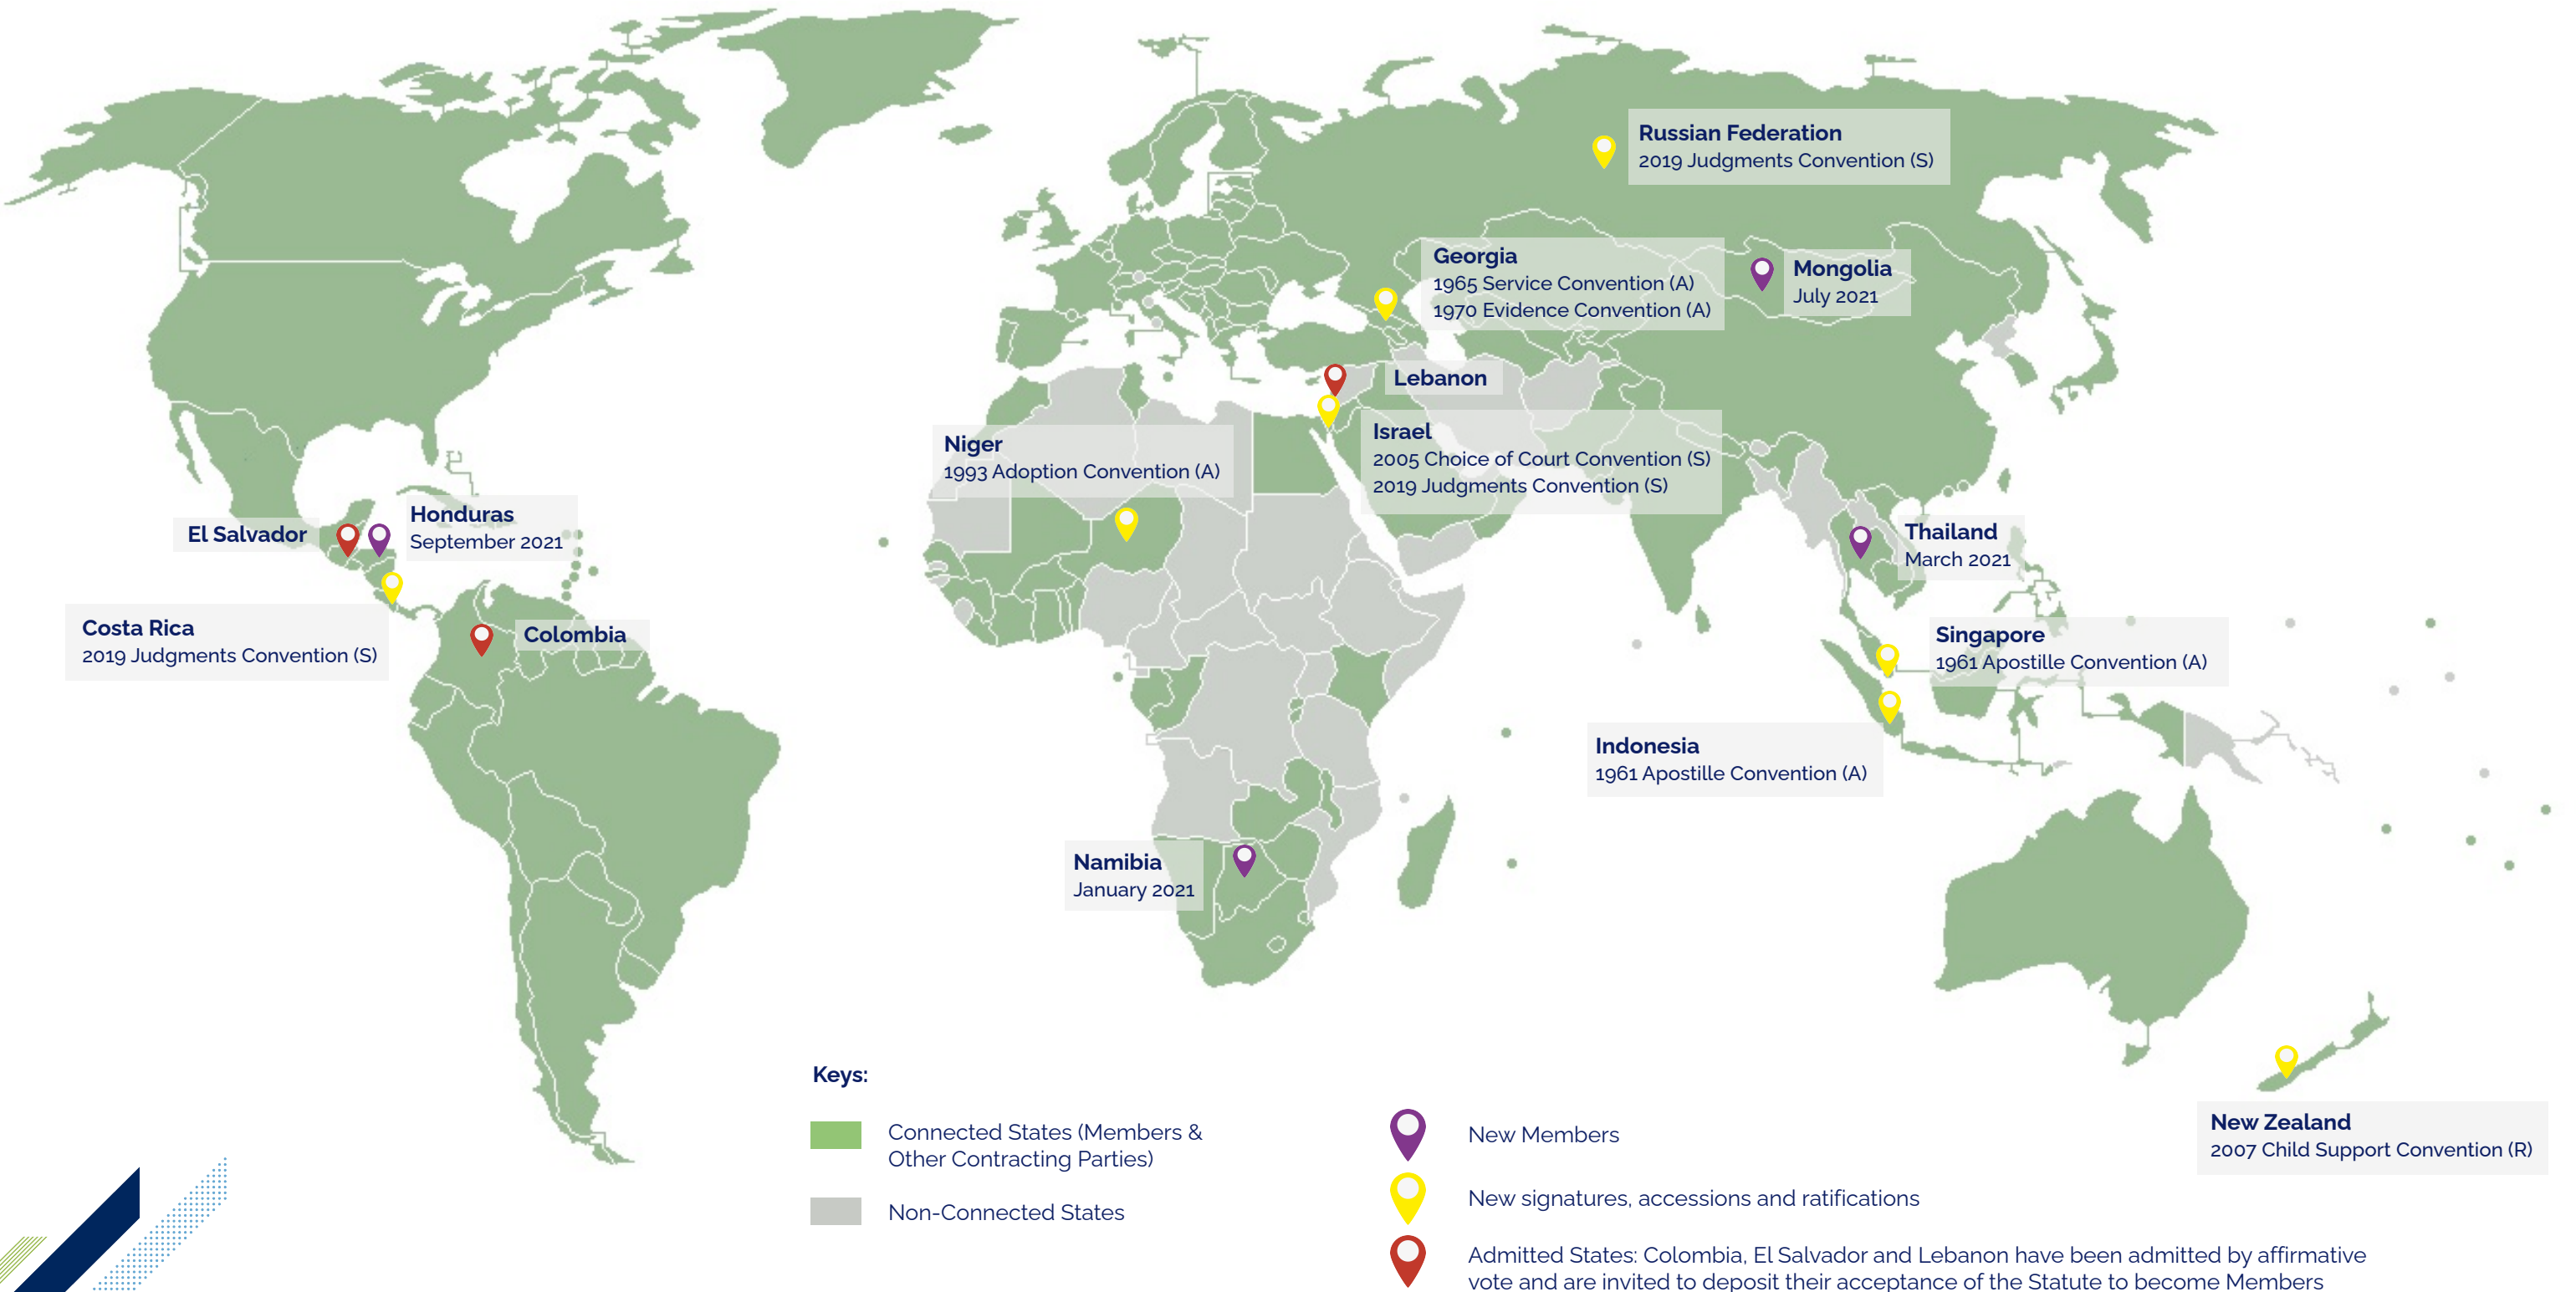 Russian Federation
2019 Judgments Convention (S)
Georgia
1965 Service Convention (A)
1970 Evidence Convention (A)
Mongolia
July 2021
Lebanon
Israel
2005 Choice of Court Convention (S)
2019 Judgments Convention (S)
Niger
1993 Adoption Convention (A)
El Salvador
Honduras
September 2021
Thailand
March 2021
Costa Rica
2019 Judgments Convention (S)
Colombia
Singapore
1961 Apostille Convention (A)
Indonesia
1961 Apostille Convention (A)
Namibia
January 2021
New Zealand
2007 Child Support Convention (R)
Keys:
Connected States (Members &
Other Contracting Parties)
Non-Connected States
New Members
New signatures, accessions and ratifications
Admitted States: Colombia, El Salvador and Lebanon have been admitted by affirmative
vote and are invited to deposit their acceptance of the Statute to become Members